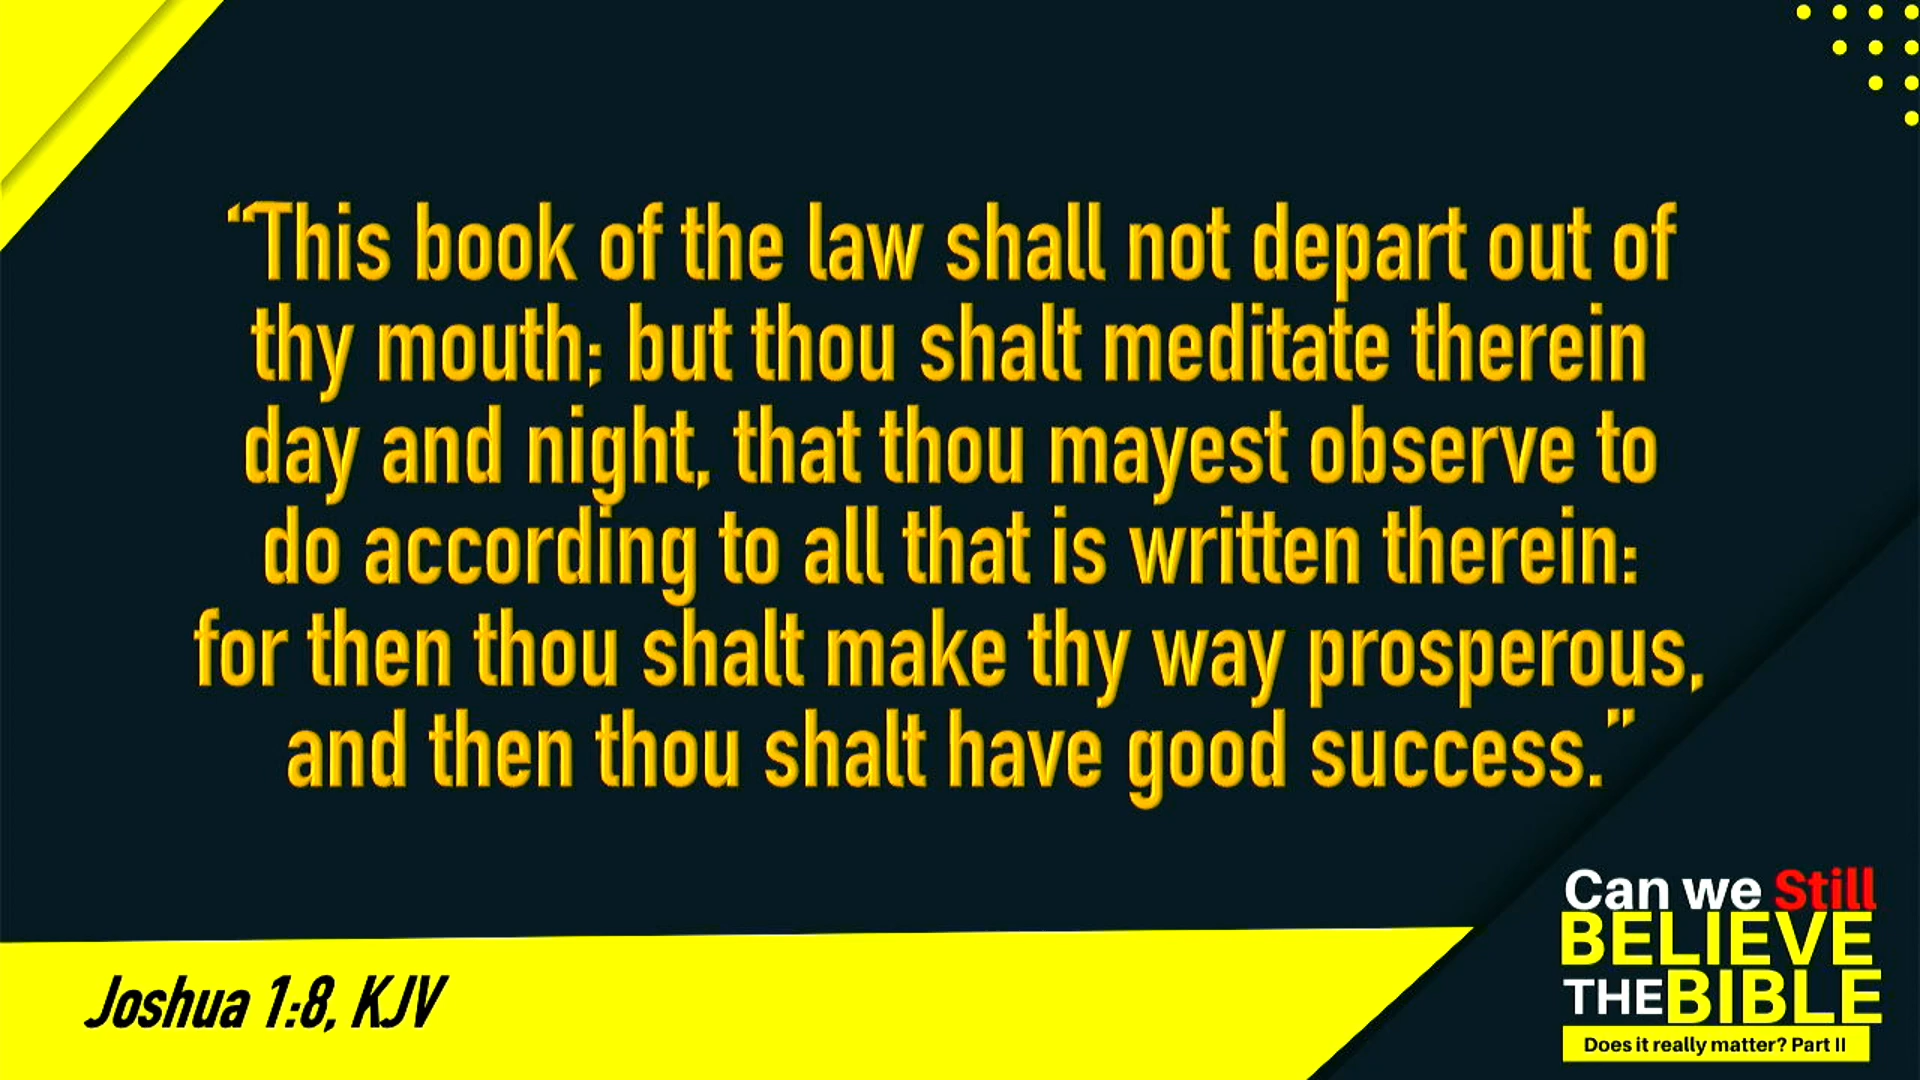 “This book of the law shall not depart out of
thy mouth; but thou shalt meditate therein
day and night, that thou mayest observe to
do according to all that is written therein:
for then thou shalt make thy way prosperous,
and then thou shalt have good success.”
Joshua 1:8, KJV
Can we Still
BELIEVE
THE BIBLE
Does it really matter? Part II